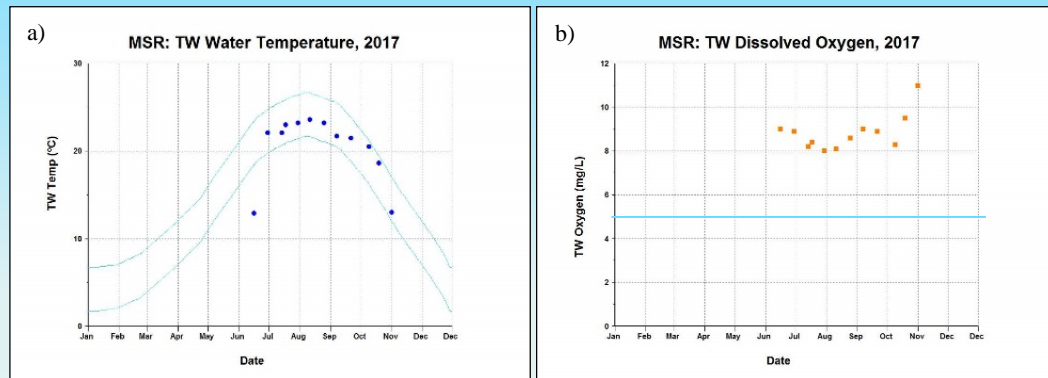 a)
MSR: TW Water Temperature, 2017
30
20
10
0
TW Temp (ºC)
Jan Feb Mar Apr May Jun Jul Aug Sep Oct Nov Dec Dec
Date
b)
MSR: TW Dissolved Oxygen, 2017
12
10
8
6
4
2
0
TW Oxygen (mg/L)
Jan Feb Mar Apr May Jun Jul Aug Sep Oct Nov Dec Dec
Date